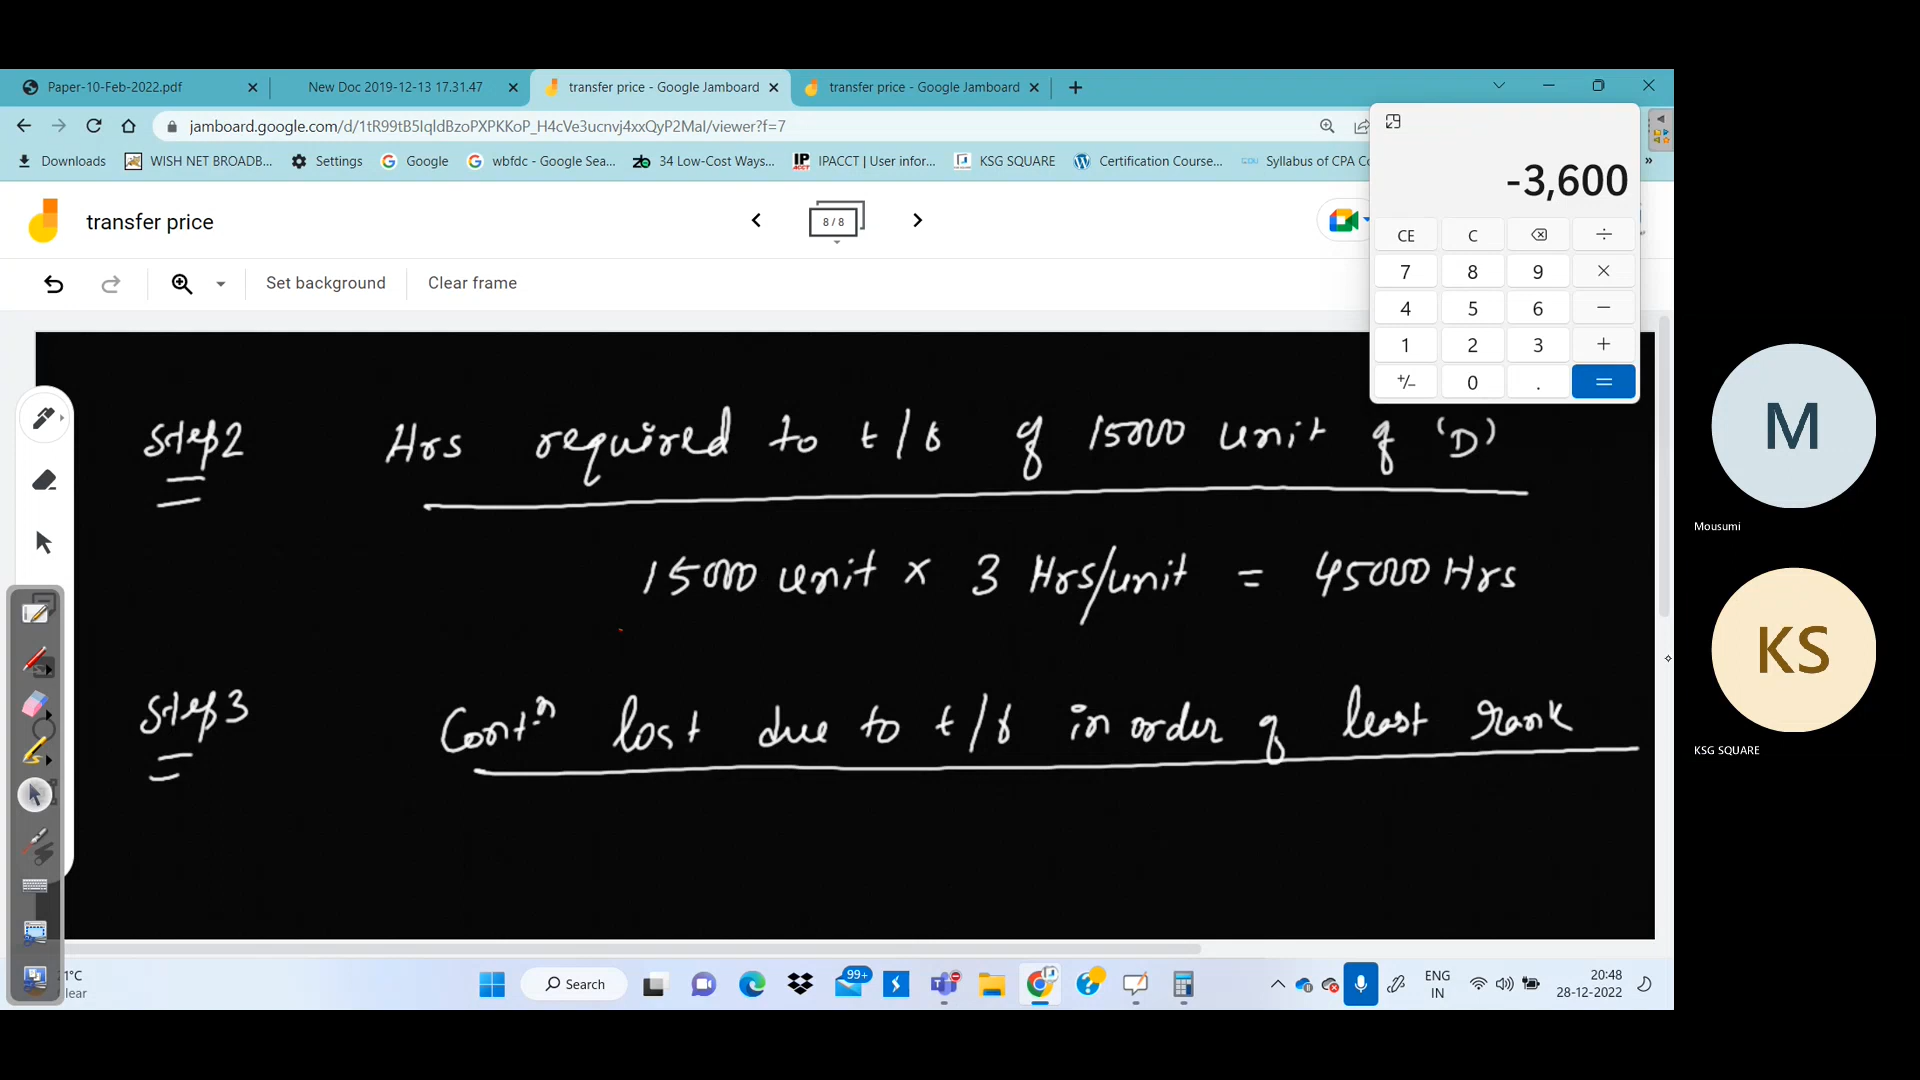 Paper-10-Feb-2022.pdf
New Doc 2019-12-13 17.31.47
transfer price - Google Jamboard
transfer price - Google Jamboard
jamboard.google.com/d/1tR99tB5IqldBzoPXPKKoP_H4cVe3ucnvj4xxQyP2MaI/viewer?f=7
Downloads
WISH NET BROADB...
Settings
Google
wbfdc - Google Sea...
34 Low-Cost Ways...
IPACCT | User infor...
KSG SQUARE
Certification Course...
Syllabus of CPA
»
-3,600
CE C ÷
7 8 9 ×
4 5 6 −
1 2 3 +
+/− 0 . =
transfer price
8 / 8
Set background
Clear frame
Step2 Hrs required to t/f of 15000 unit of 'D'
15000 unit × 3 Hrs/unit = 45000 Hrs
Step3 Contn lost due to t/f in order of least rank
M
Mousumi
KS
KSG SQUARE
Search
99+
ENG
IN
20:48
28-12-2022